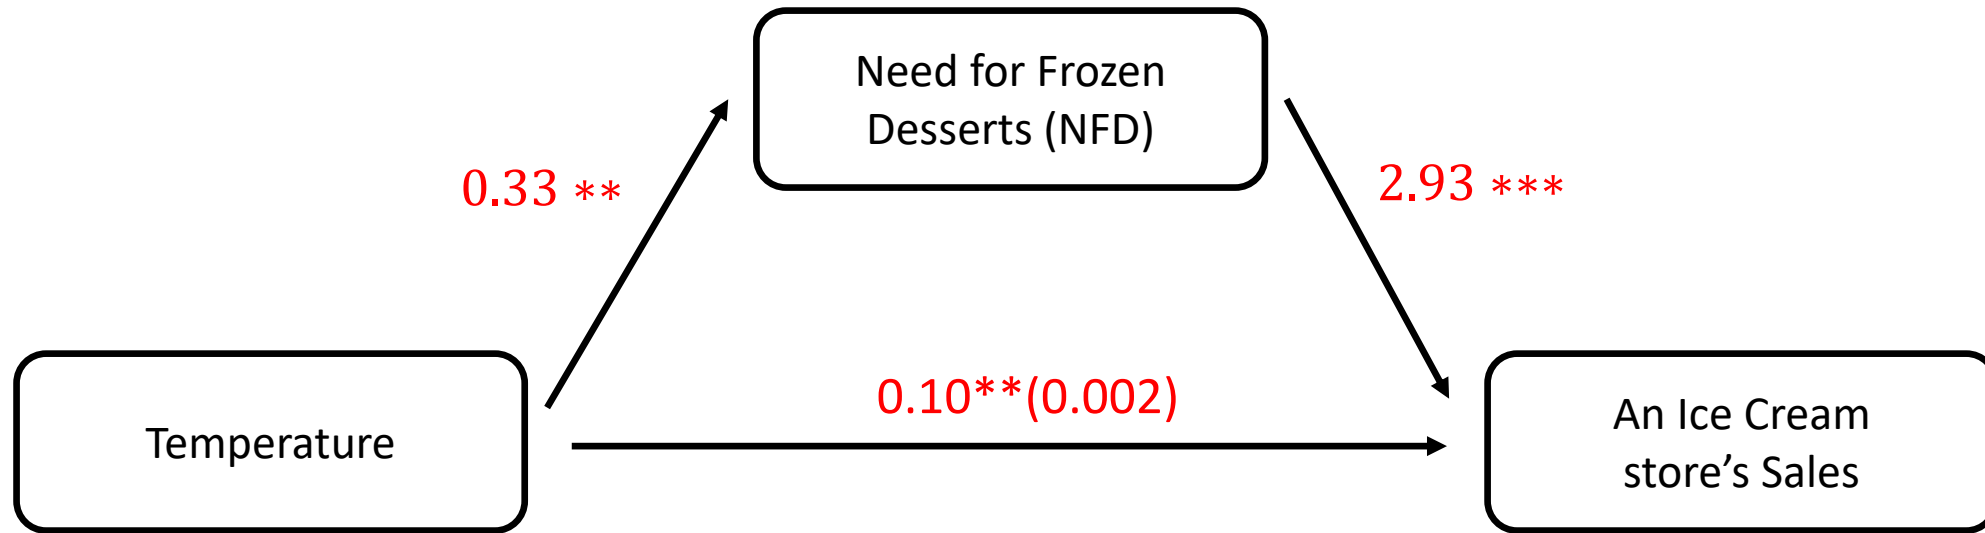 Need for Frozen
Desserts (NFD)
0.33 **
2.93 ***
0.10**(0.002)
Temperature
An Ice Cream
store’s Sales